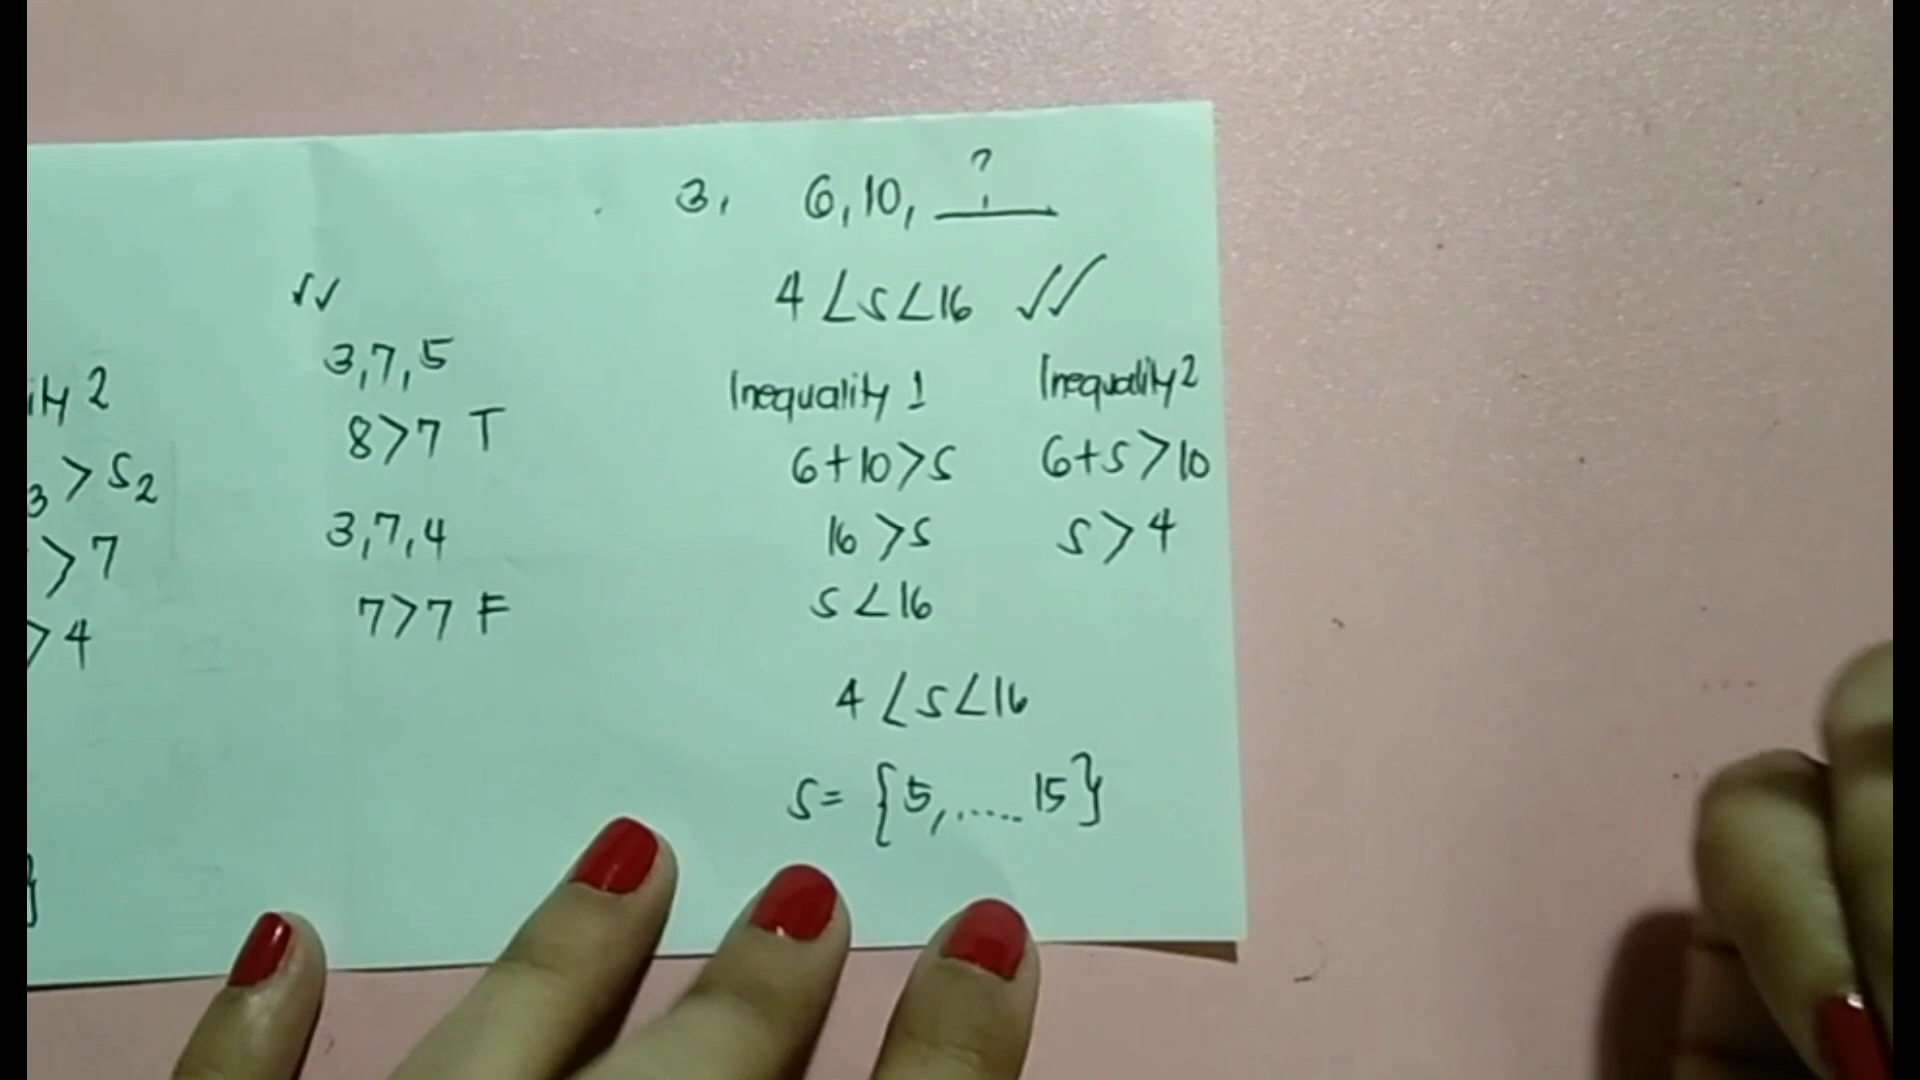 ity 2
3 > S2
> 7
> 4
}
✓✓
3,7,5
8>7 T
3,7,4
7>7 F
3, 6,10, ?
4 < S < 16 ✓✓
Inequality 1
6+10>S
16 >S
S < 16
Inequality 2
6+S>10
S > 4
4 < S < 16
S= {5,.....15}